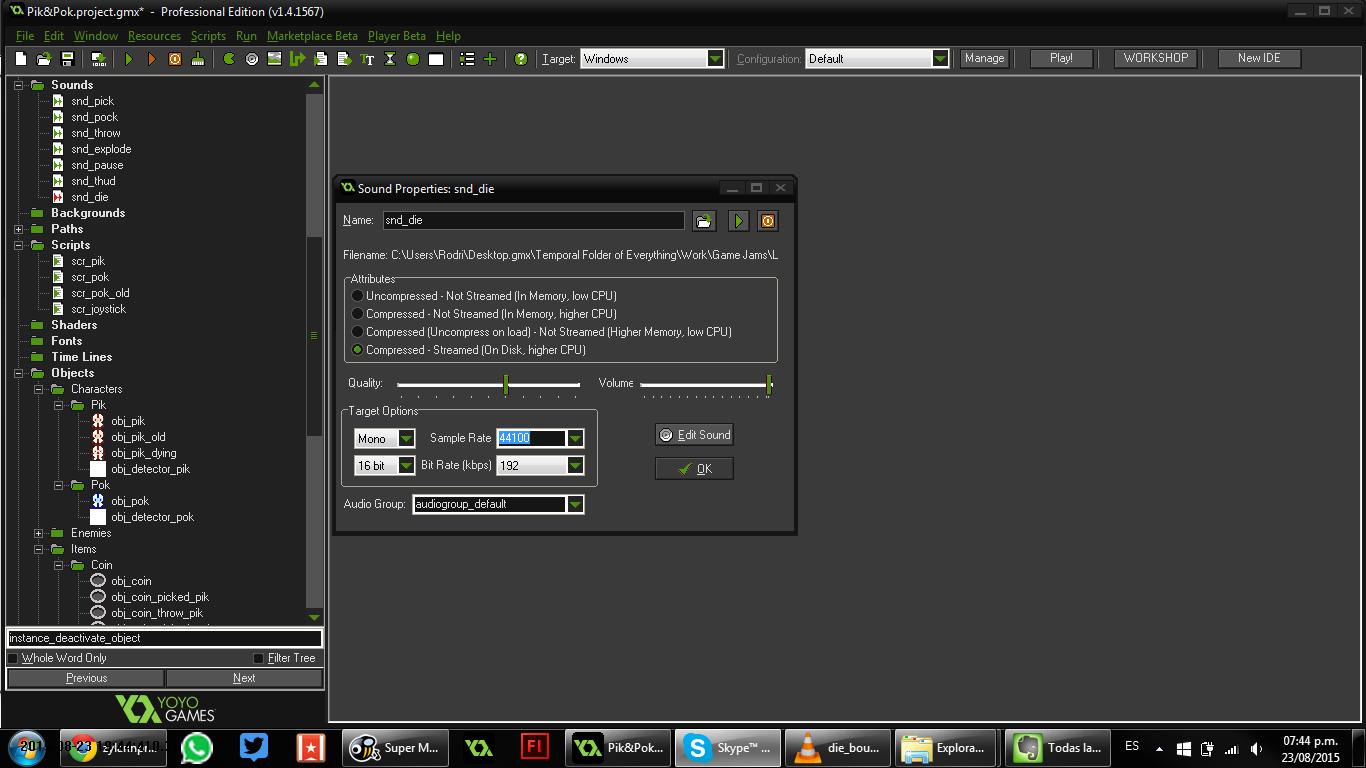 Pik&Pok.project.gmx* - Professional Edition (v1.4.1567)
File Edit Window Resources Scripts Run Marketplace Beta Player Beta Help
Target: Windows Configuration: Default Manage Play! WORKSHOP New IDE
Sounds
snd_pick
snd_pock
snd_throw
snd_explode
snd_pause
snd_thud
snd_die
Backgrounds
Paths
Scripts
scr_pik
scr_pok
scr_pok_old
scr_joystick
Shaders
Fonts
Time Lines
Objects
Characters
Pik
obj_pik
obj_pik_old
obj_pik_dying
obj_detector_pik
Pok
obj_pok
obj_detector_pok
Enemies
Items
Coin
obj_coin
obj_coin_picked_pik
obj_coin_throw_pik
instance_deactivate_object
Whole Word Only Filter Tree
Previous Next
YOYO
GAMES
Sound Properties: snd_die
Name: snd_die
Filename: C:\Users\Rodri\Desktop.gmx\Temporal Folder of Everything\Work\Game Jams\L
Attributes
Uncompressed - Not Streamed (In Memory, low CPU)
Compressed - Not Streamed (In Memory, higher CPU)
Compressed (Uncompress on load) - Not Streamed (Higher Memory, low CPU)
Compressed - Streamed (On Disk, higher CPU)
Quality: Volume
Target Options
Mono Sample Rate 44100
16 bit Bit Rate (kbps) 192
Edit Sound
OK
Audio Group: audiogroup_default
Super M... Fl Pik&Pok... Skype™ ... die_bou... Explora... Todas la... ES
07:44 p.m.
23/08/2015